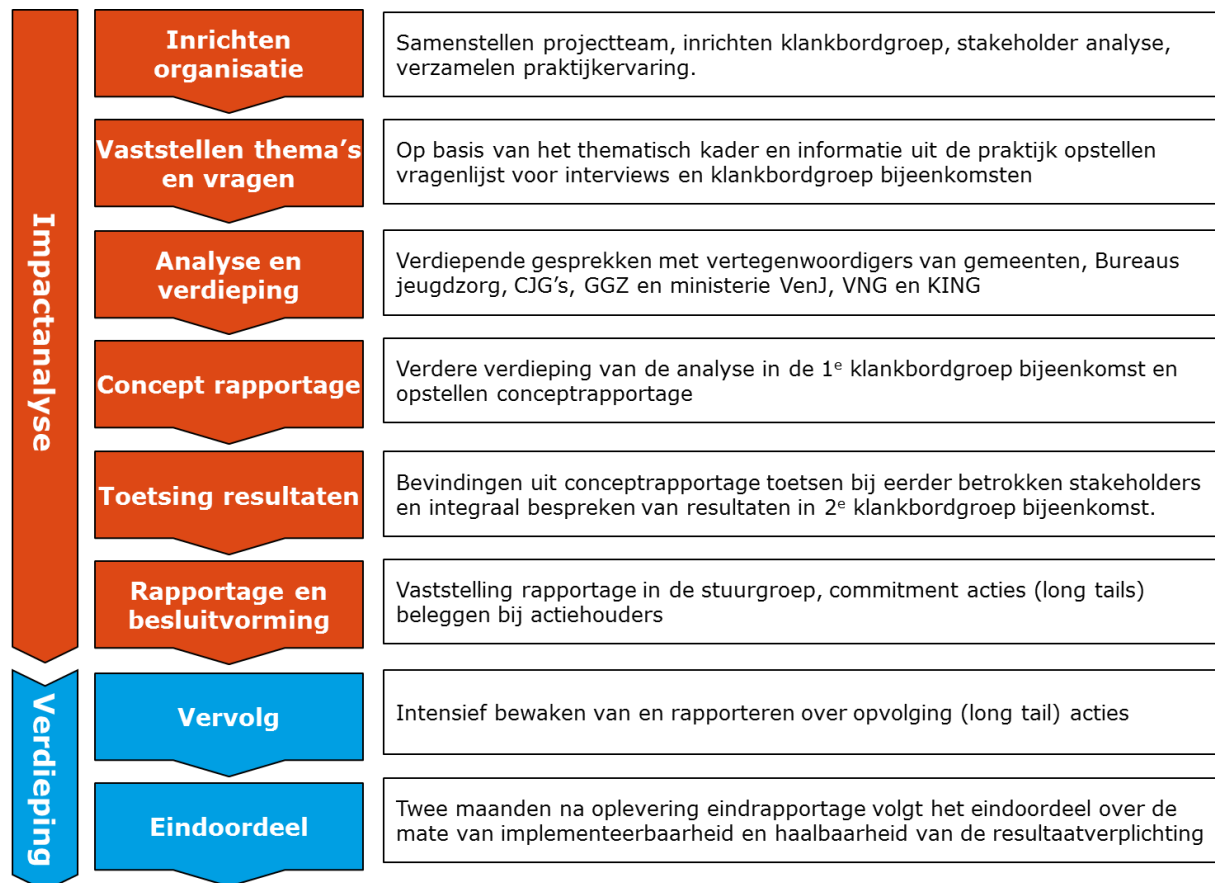 Impactanalyse
Inrichten
organisatie
Samenstellen projectteam, inrichten klankbordgroep, stakeholder analyse,
verzamelen praktijkervaring.
Vaststellen thema's
en vragen
Op basis van het thematisch kader en informatie uit de praktijk opstellen
vragenlijst voor interviews en klankbordgroep bijeenkomsten
Analyse en
verdieping
Verdiepende gesprekken met vertegenwoordigers van gemeenten, Bureaus
jeugdzorg, CJG's, GGZ en ministerie VenJ, VNG en KING
Concept rapportage
Verdere verdieping van de analyse in de 1e klankbordgroep bijeenkomst en
opstellen conceptrapportage
Toetsing resultaten
Bevindingen uit conceptrapportage toetsen bij eerder betrokken stakeholders
en integraal bespreken van resultaten in 2e klankbordgroep bijeenkomst.
Rapportage en
besluitvorming
Vaststelling rapportage in de stuurgroep, commitment acties (long tails)
beleggen bij actiehouders
Verdieping
Vervolg
Intensief bewaken van en rapporteren over opvolging (long tail) acties
Eindoordeel
Twee maanden na oplevering eindrapportage volgt het eindoordeel over de
mate van implementeerbaarheid en haalbaarheid van de resultaatverplichting